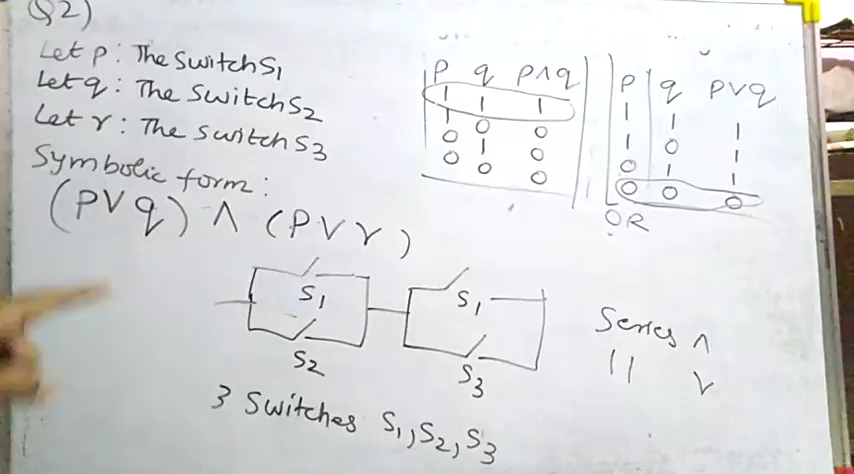 Q2)
Let p: The switch S1
Let q: The switch S2
Let r: The switch S3
Symbolic form:
(p∨q) ∧ (p∨r)
p q p∧q
1 1 1
1 0 0
0 1 0
0 0 0
p q p∨q
1 1 1
1 0 1
0 1 1
0 0 0
OR
S1
S2
S1
S3
Series ∧
|| ∨
3 Switches S1, S2, S3